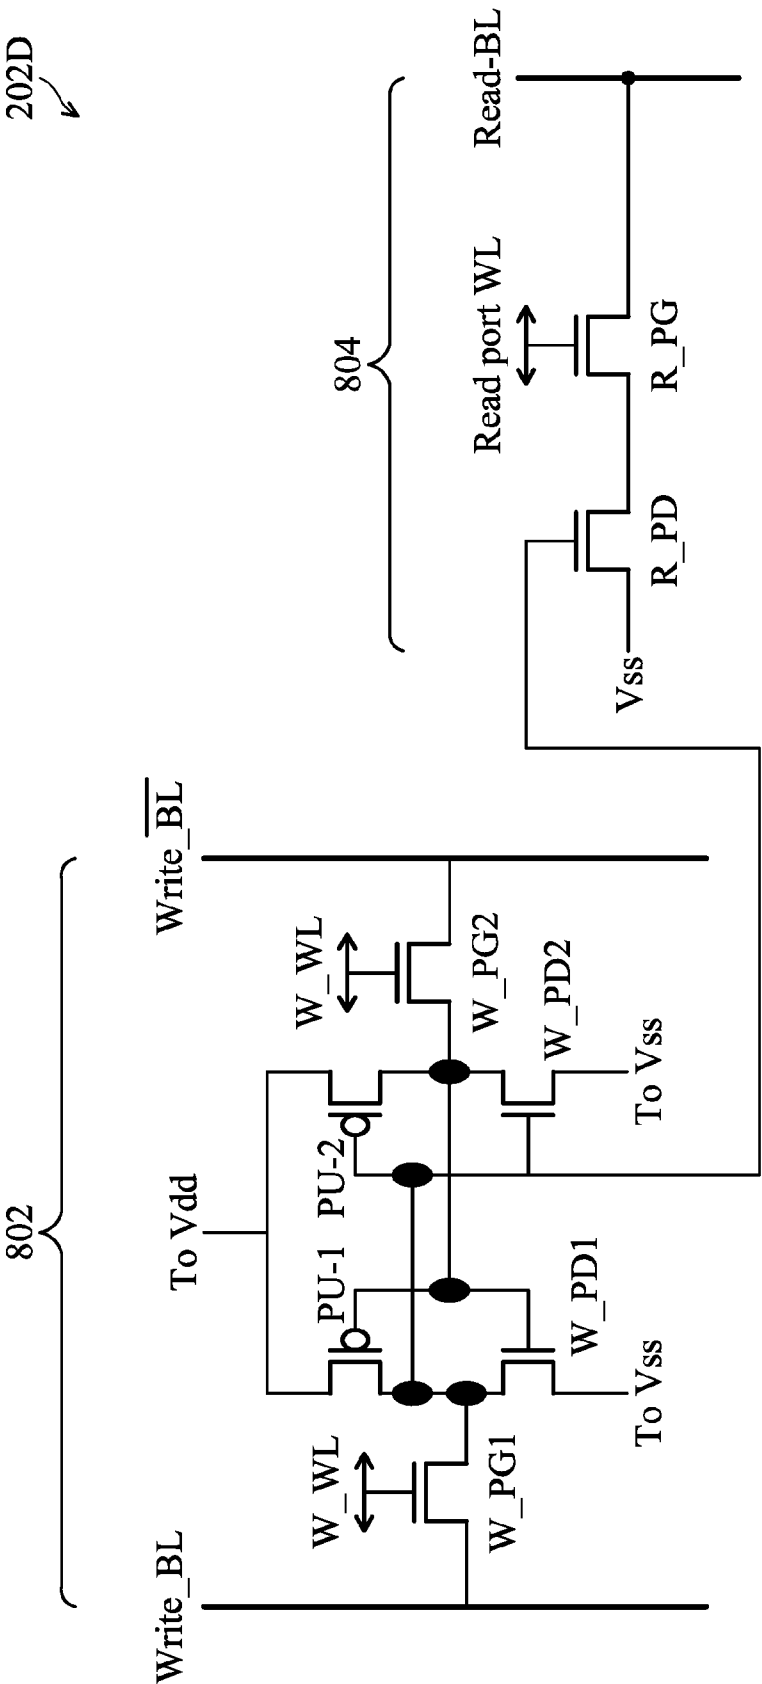 202D
802
804
Write_BL
To Vdd
Write_BL
W_WL
PU-1
PU-2
W_WL
Read port WL
Read-BL
W_PG1
W_PD1
W_PD2
W_PG2
To Vss
To Vss
Vss
R_PD
R_PG